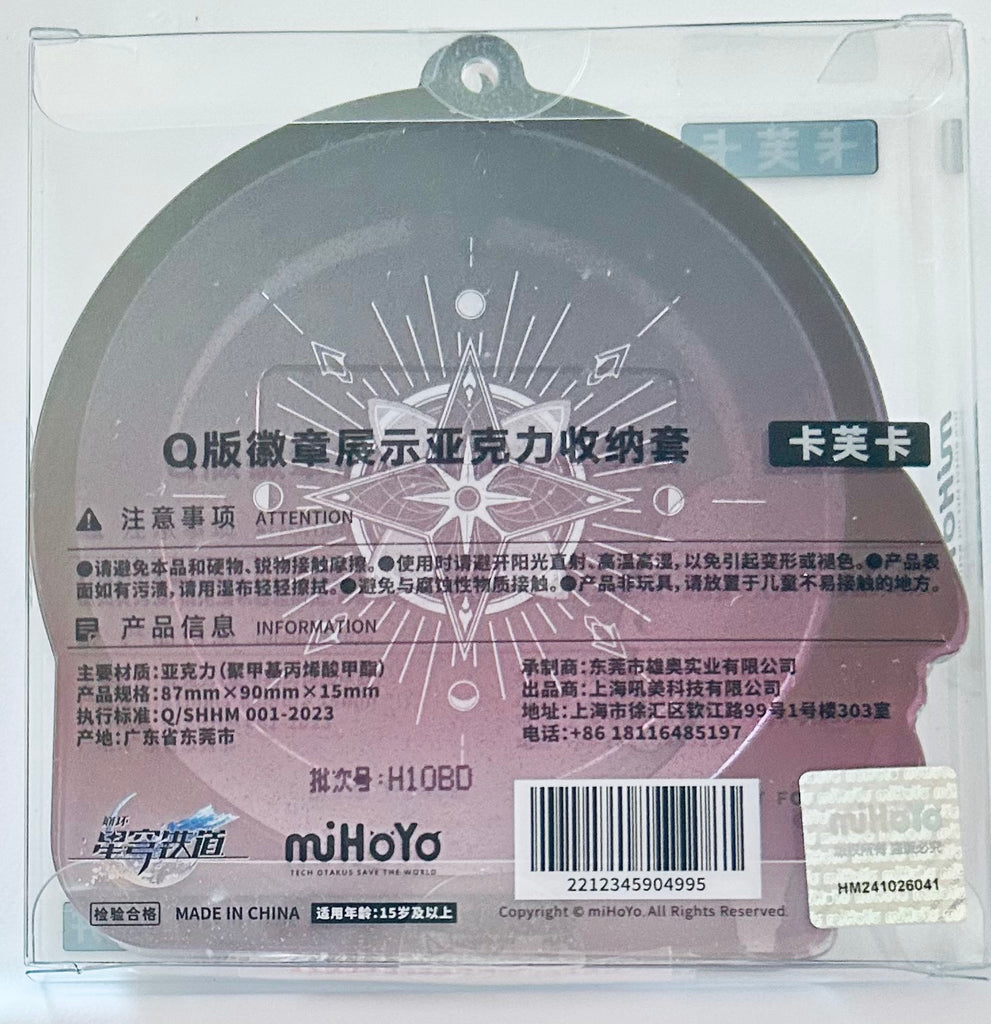 卡芙卡
Q版徽章展示亚克力收纳套
卡芙卡
注意事项 ATTENTION
●请避免本品和硬物、锐物接触摩擦。●使用时请避开阳光直射、高温高湿,以免引起变形或褪色。●产品表
面如有污渍,请用湿布轻轻擦拭。●避免与腐蚀性物质接触。●产品非玩具,请放置于儿童不易接触的地方。
产品信息 INFORMATION
主要材质:亚克力(聚甲基丙烯酸甲酯)
产品规格:87mm×90mm×15mm
执行标准:Q/SHHM 001-2023
产地:广东省东莞市
承制商:东莞市雄奥实业有限公司
出品商:上海吼美科技有限公司
地址:上海市徐汇区钦江路99号1号楼303室
电话:+86 18116485197
批次号:H10BD
崩坏
星穹铁道
miHoYo
TECH OTAKUS SAVE THE WORLD
2212345904995
miHoYo
HM241026041
检验合格 MADE IN CHINA 适用年龄:15岁及以上
Copyright © miHoYo. All Rights Reserved.